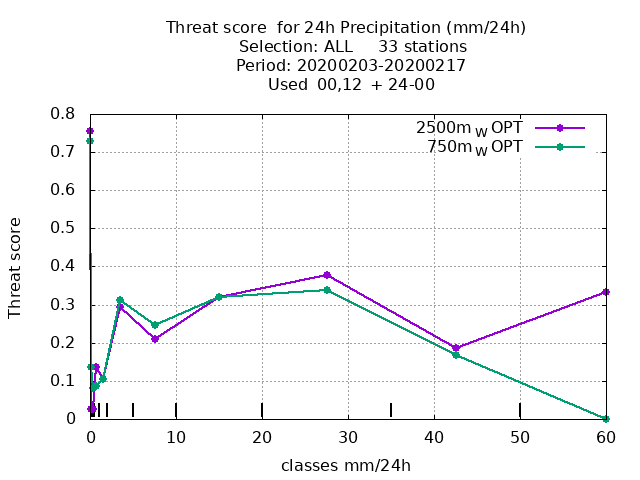 Threat score  for 24h Precipitation (mm/24h)
Selection: ALL     33 stations
Period: 20200203-20200217
Used  00,12  + 24-00
2500m W OPT
750m W OPT
0.8
0.7
0.6
0.5
0.4
0.3
0.2
0.1
0
Threat score
0 10 20 30 40 50 60
classes mm/24h